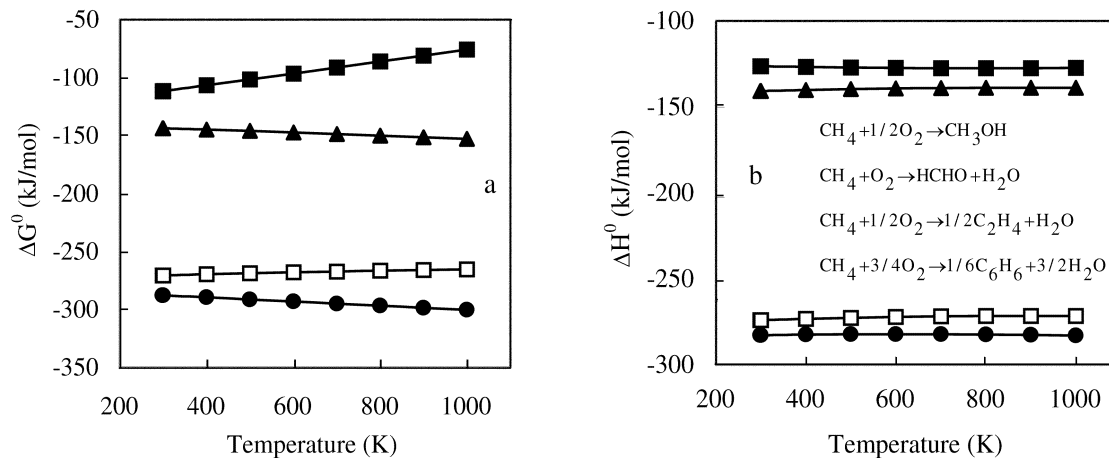 -50
-100
-150
-200
-250
-300
-350
200 400 600 800 1000
Temperature (K)
ΔG⁰ (kJ/mol)
a
-100
-150
-200
-250
-300
200 400 600 800 1000
Temperature (K)
ΔH⁰ (kJ/mol)
b
CH₄+1/2O₂→CH₃OH
CH₄+O₂→HCHO+H₂O
CH₄+1/2O₂→1/2C₂H₄+H₂O
CH₄+3/4O₂→1/6C₆H₆+3/2H₂O